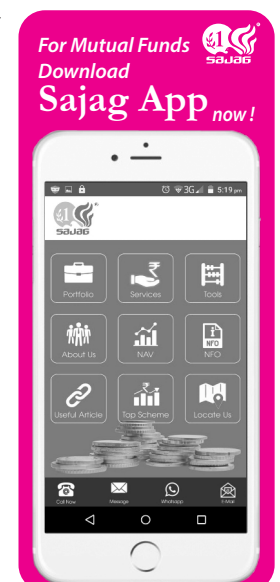 For Mutual Funds
SAJAG
Download
Sajag App now!
3G 5:19 pm
SAJAG
Portfolio
Services
Tools
About Us
NAV
NFO
NFO
Useful Article
Top Scheme
Locate Us
Call Now
Message
Whatsapp
E-Mail